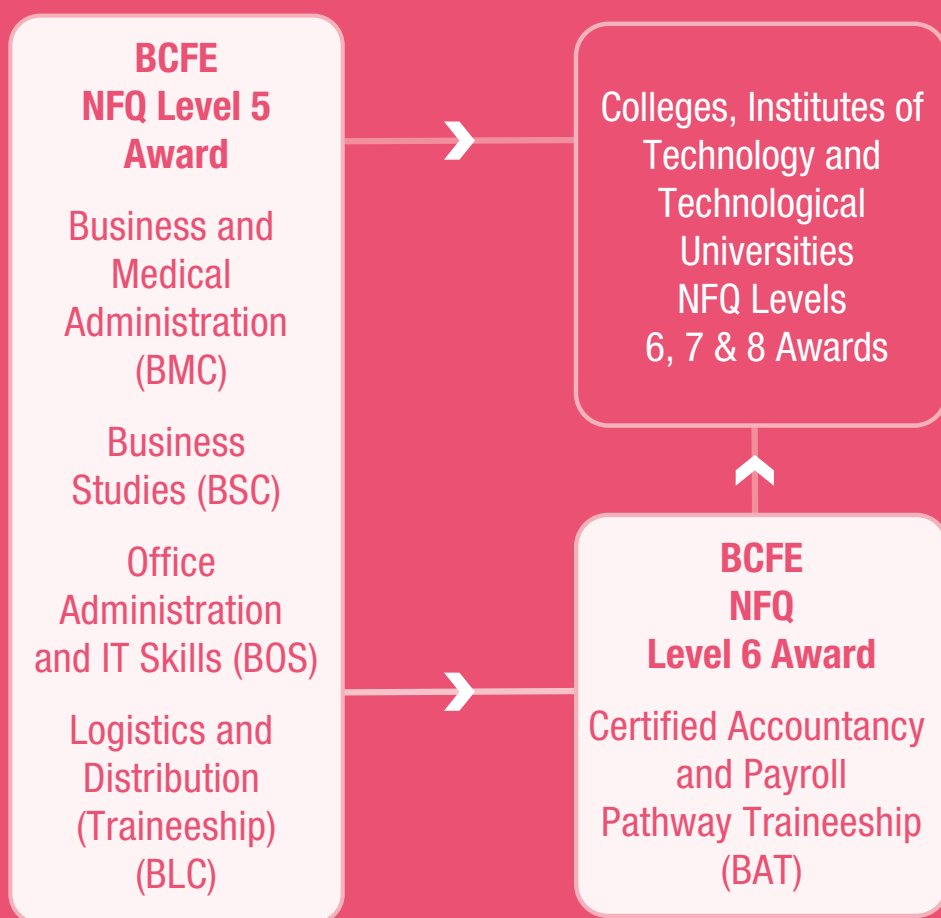 BCFE
NFQ Level 5
Award
Business and
Medical
Administration
(BMC)
Business
Studies (BSC)
Office
Administration
and IT Skills (BOS)
Logistics and
Distribution
(Traineeship)
(BLC)
Colleges, Institutes of
Technology and
Technological
Universities
NFQ Levels
6, 7 & 8 Awards
BCFE
NFQ
Level 6 Award
Certified Accountancy
and Payroll
Pathway Traineeship
(BAT)